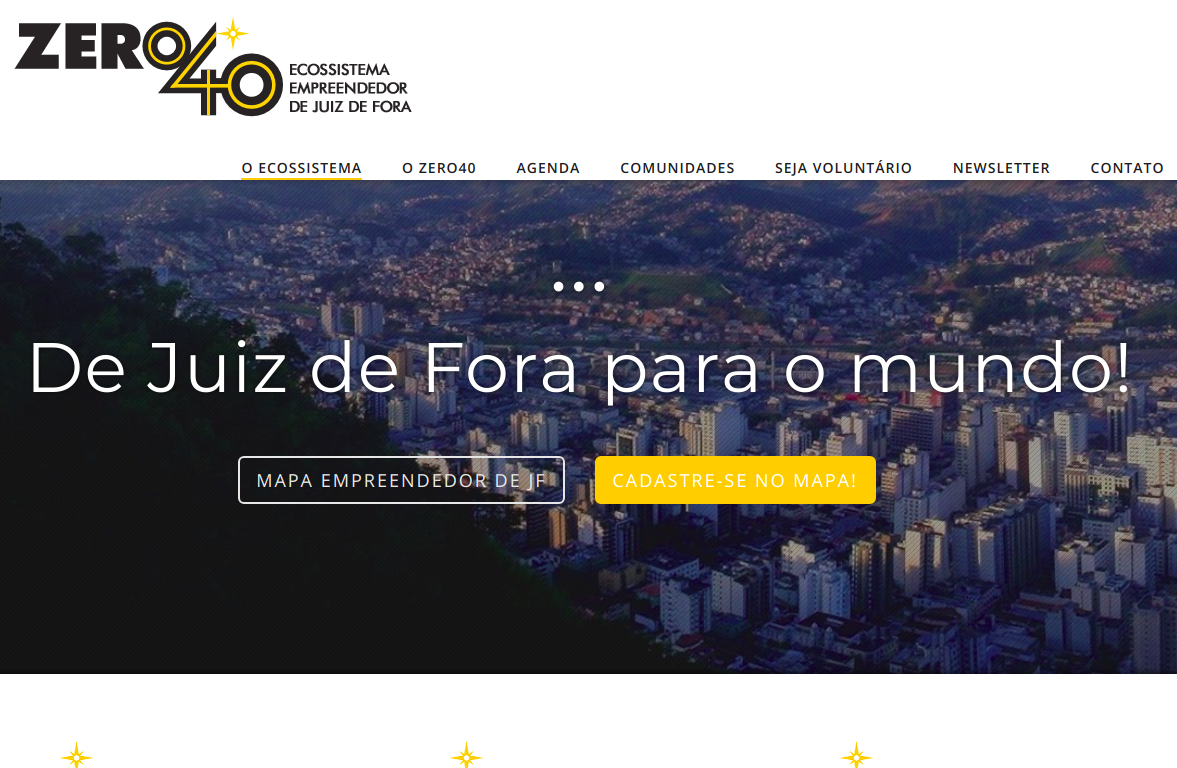 ZERO40
ECOSSISTEMA
EMPREENDEDOR
DE JUIZ DE FORA
O ECOSSISTEMA O ZERO40 AGENDA COMUNIDADES SEJA VOLUNTÁRIO NEWSLETTER CONTATO
De Juiz de Fora para o mundo!
MAPA EMPREENDEDOR DE JF CADASTRE-SE NO MAPA!